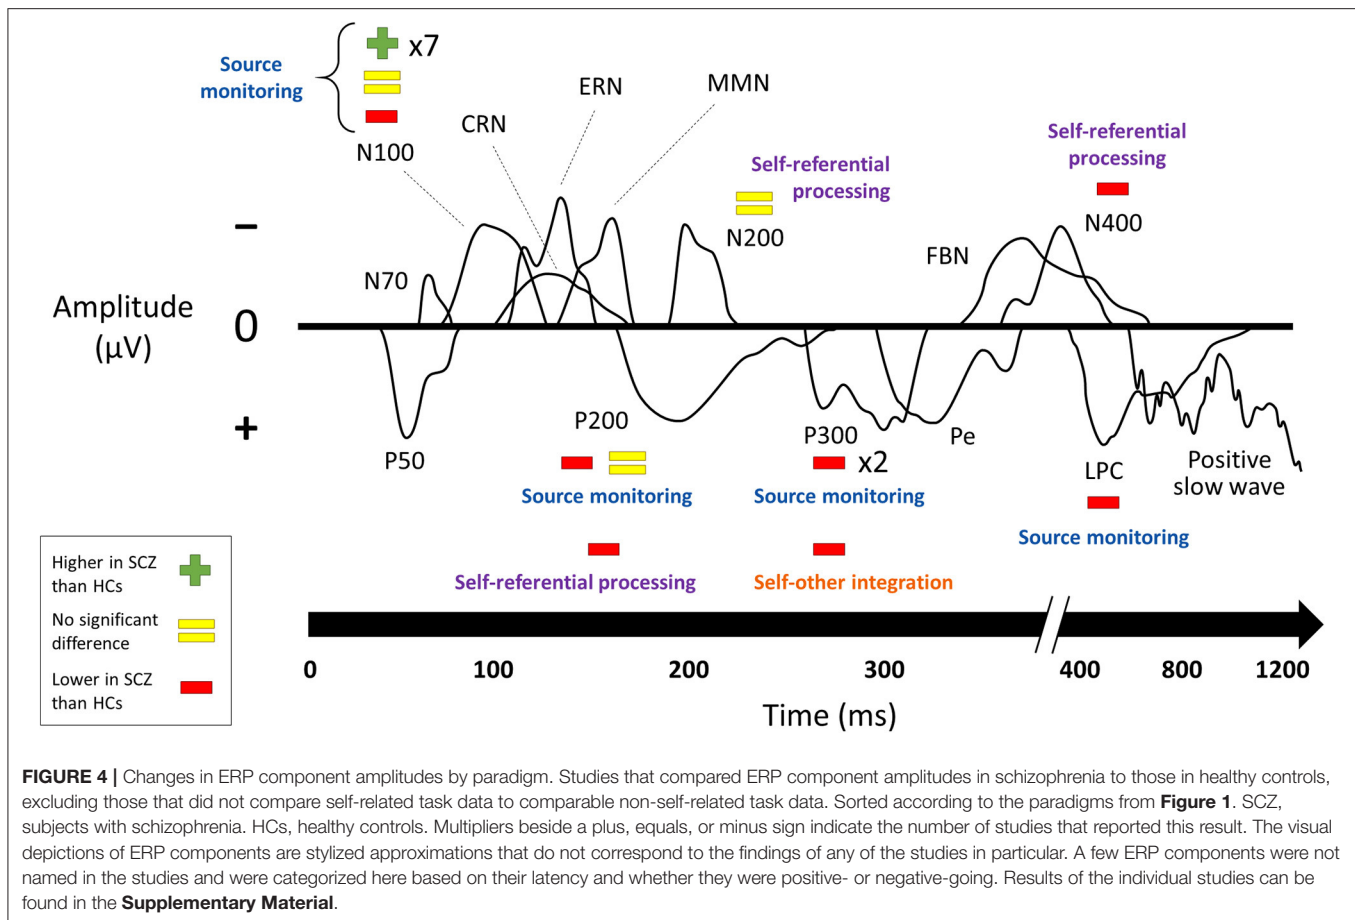 Source
monitoring
x7
N100
CRN
ERN
MMN
Self-referential
processing
N200
Self-referential
processing
N400
N70
FBN
Amplitude
(µV)
–
0
+
P50
P200
Source monitoring
Self-referential processing
P300
x2
Source monitoring
Self-other integration
Pe
LPC
Source monitoring
Positive
slow wave
Higher in SCZ
than HCs
No significant
difference
Lower in SCZ
than HCs
0 100 200 300 400 800 1200
Time (ms)
FIGURE 4 | Changes in ERP component amplitudes by paradigm. Studies that compared ERP component amplitudes in schizophrenia to those in healthy controls,
excluding those that did not compare self-related task data to comparable non-self-related task data. Sorted according to the paradigms from Figure 1. SCZ,
subjects with schizophrenia. HCs, healthy controls. Multipliers beside a plus, equals, or minus sign indicate the number of studies that reported this result. The visual
depictions of ERP components are stylized approximations that do not correspond to the findings of any of the studies in particular. A few ERP components were not
named in the studies and were categorized here based on their latency and whether they were positive- or negative-going. Results of the individual studies can be
found in the Supplementary Material.